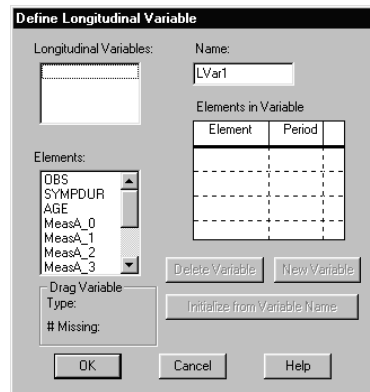 Define Longitudinal Variable
Longitudinal Variables:
Name:
LVar1
Elements in Variable
Element Period
Elements:
OBS
SYMPDUR
AGE
MeasA_0
MeasA_1
MeasA_2
MeasA_3
Delete Variable New Variable
Drag Variable
Type:
# Missing:
Initialize from Variable Name
OK Cancel Help